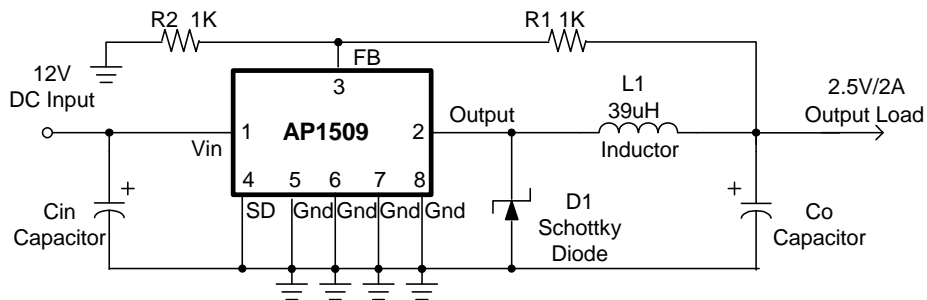 R2 1K
R1 1K
FB
12V
DC Input
3
L1
39uH
2.5V/2A
Output Load
1
AP1509
2
Output
Vin
Inductor
4
5
6
7
8
SD
Gnd
Gnd
Gnd
Gnd
+
Cin
Capacitor
D1
Schottky
Diode
+
Co
Capacitor